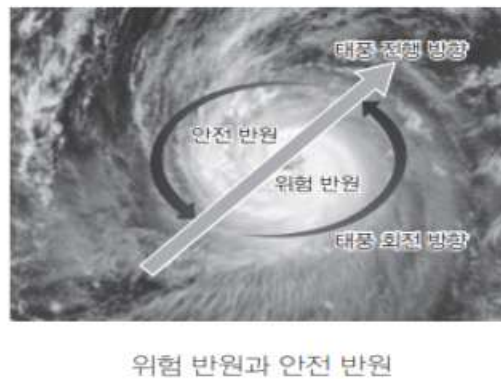 태풍 진행 방향
안전 반원
위험 반원
태풍 회전 방향
위험 반원과 안전 반원